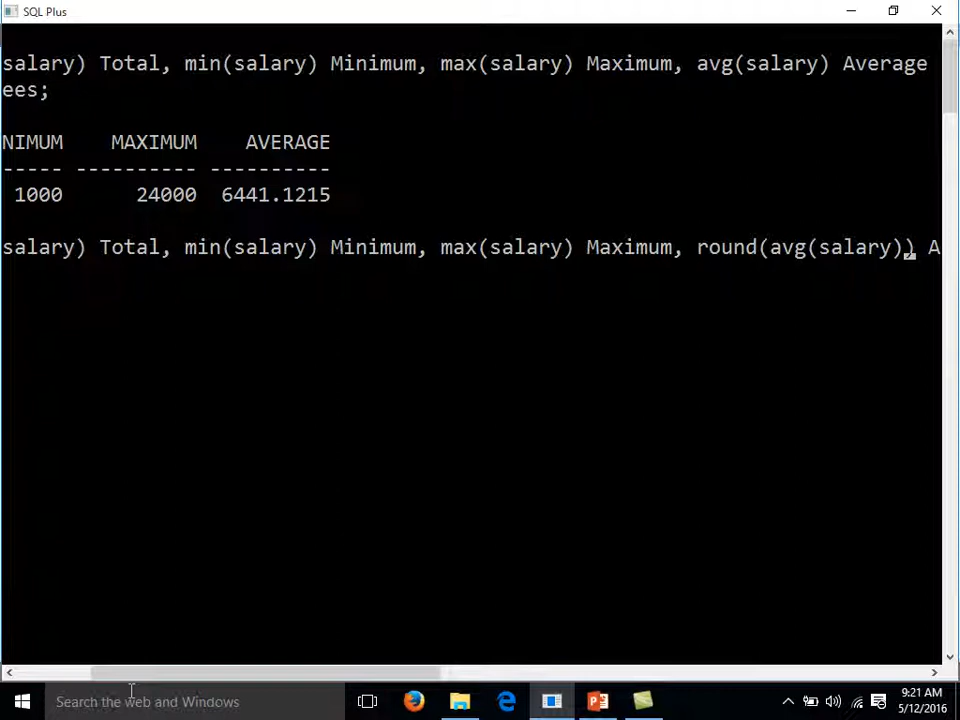 SQL Plus
salary) Total, min(salary) Minimum, max(salary) Maximum, avg(salary) Average
ees;
NIMUM MAXIMUM AVERAGE
----- ---------- ----------
1000 24000 6441.1215
salary) Total, min(salary) Minimum, max(salary) Maximum, round(avg(salary)) A
Search the web and Windows
9:21 AM
5/12/2016